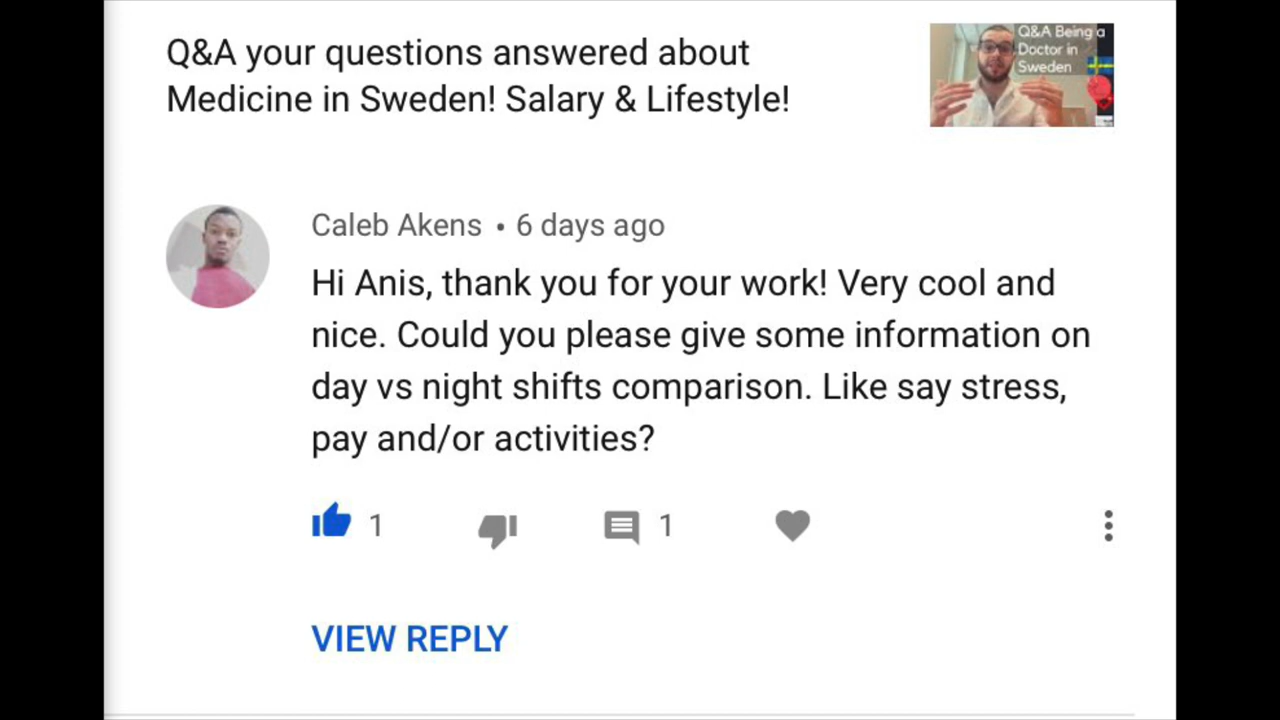 Q&A your questions answered about
Medicine in Sweden! Salary & Lifestyle!
Q&A Being a
Doctor in
Sweden
Caleb Akens • 6 days ago
Hi Anis, thank you for your work! Very cool and
nice. Could you please give some information on
day vs night shifts comparison. Like say stress,
pay and/or activities?
1
1
VIEW REPLY